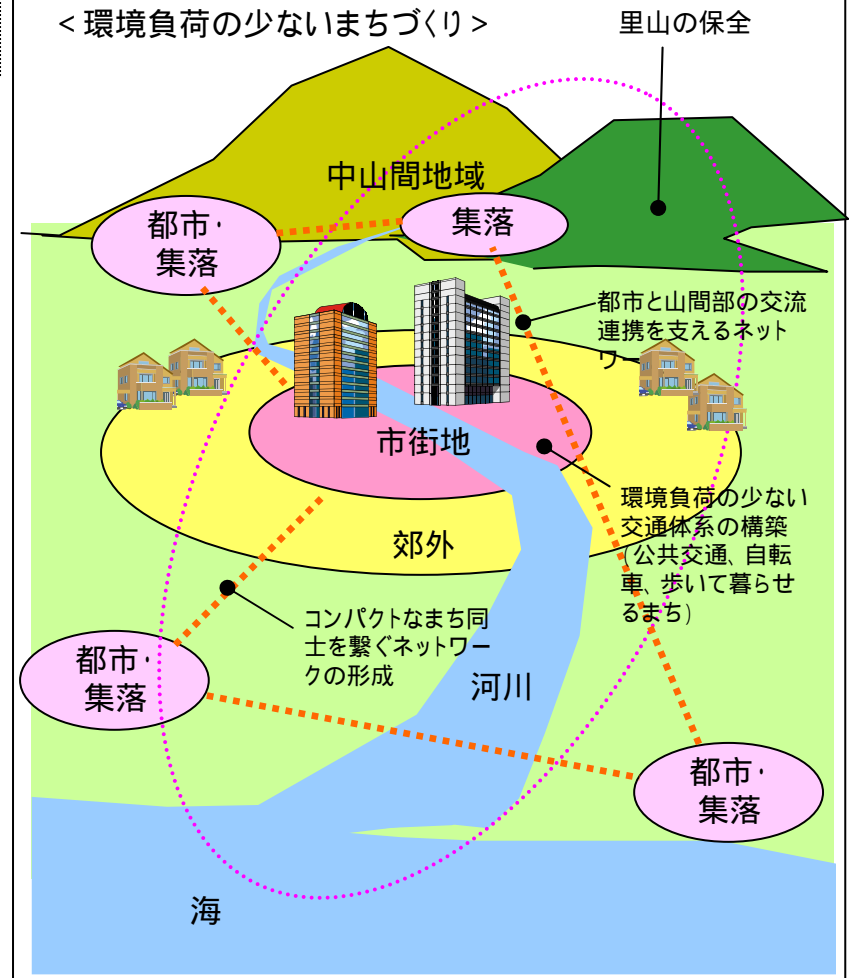 <環境負荷の少ないまちづくり>
里山の保全
中山間地域
都市・
集落
集落
都市と山間部の交流
連携を支えるネット
ワー
市街地
環境負荷の少ない
交通体系の構築
(公共交通、自転
車、歩いて暮らせ
るまち)
郊外
コンパクトなまち同
士を繋ぐネットワー
クの形成
都市・
集落
河川
都市・
集落
海